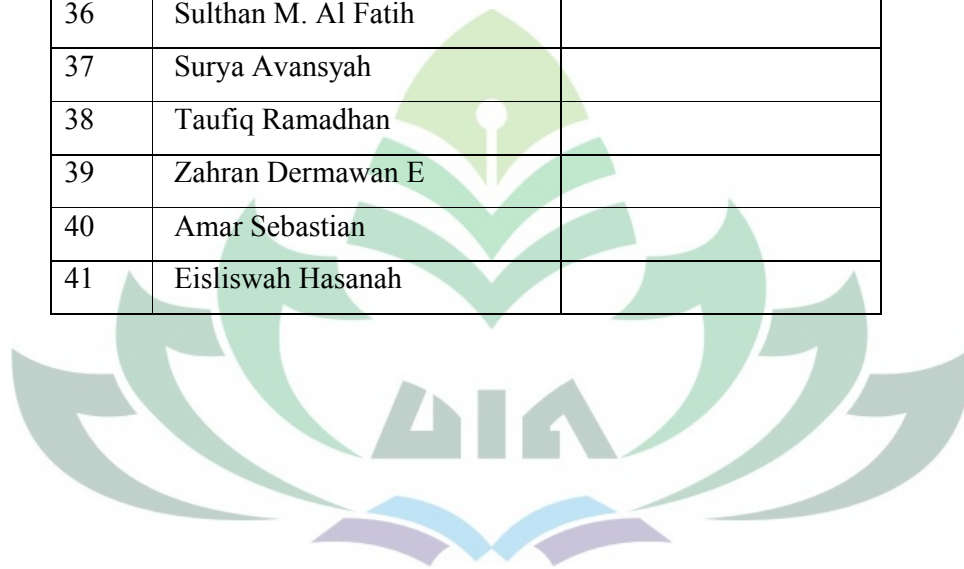 36 Sulthan M. Al Fatih
37 Surya Avansyah
38 Taufiq Ramadhan
39 Zahran Dermawan E
40 Amar Sebastian
41 Eisliswah Hasanah
UIN